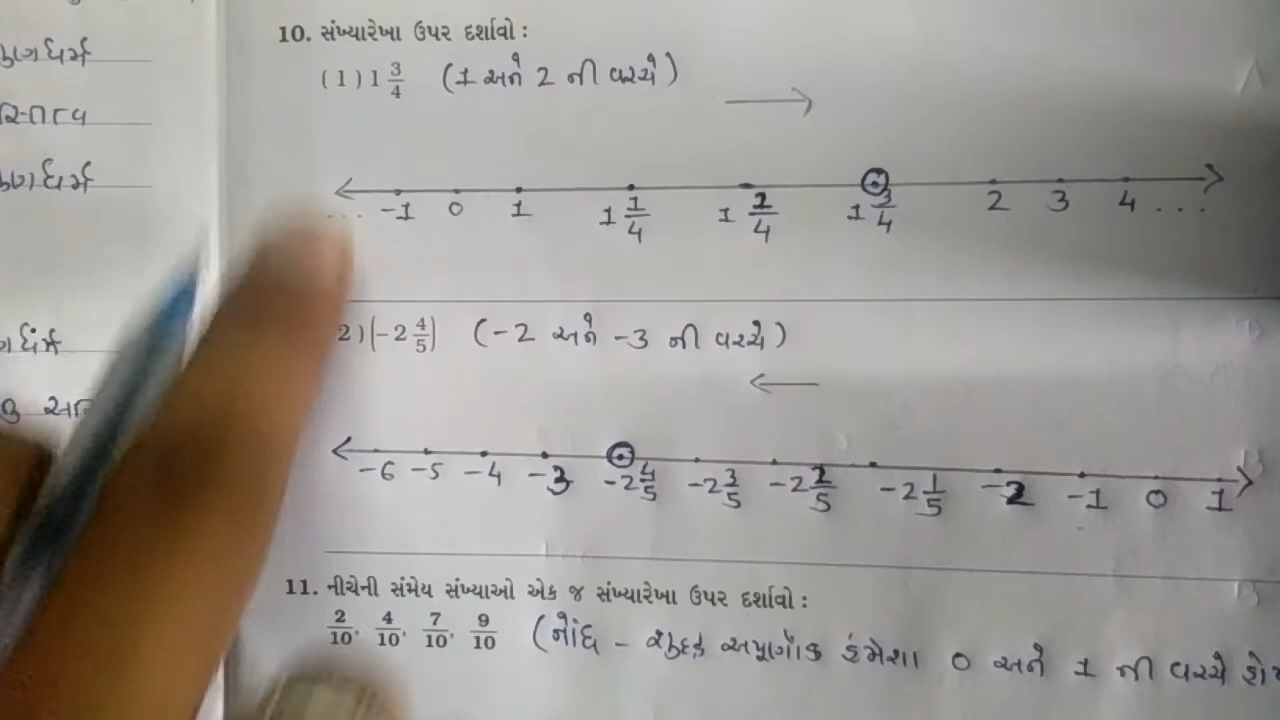 ગુણધર્મ
ગુણધર્મ
10. સંખ્યારેખા ઉપર દર્શાવો :
(1) 1 3/4 (1 અને 2 ની વચ્ચે)
... -1 0 1 1 1/4 1 2/4 1 3/4 2 3 4 ...
2) (-2 4/5) (-2 અને -3 ની વચ્ચે)
-6 -5 -4 -3 -2 4/5 -2 3/5 -2 2/5 -2 1/5 -2 -1 0 1
11. નીચેની સંમેય સંખ્યાઓ એક જ સંખ્યારેખા ઉપર દર્શાવો :
2/10, 4/10, 7/10, 9/10 (નોંધ - શુદ્ધ અપૂર્ણાંક હંમેશા 0 અને 1 ની વચ્ચે